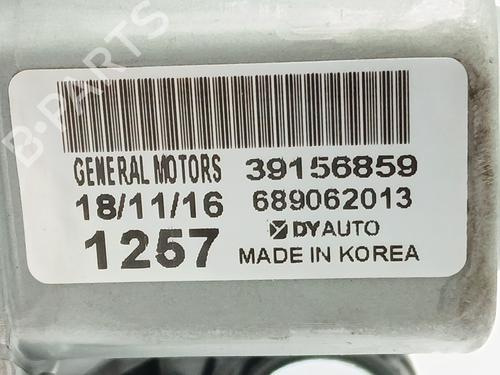 GENERAL MOTORS 39156859
18/11/16 689062013
1257 DYAUTO
MADE IN KOREA
B-PARTS